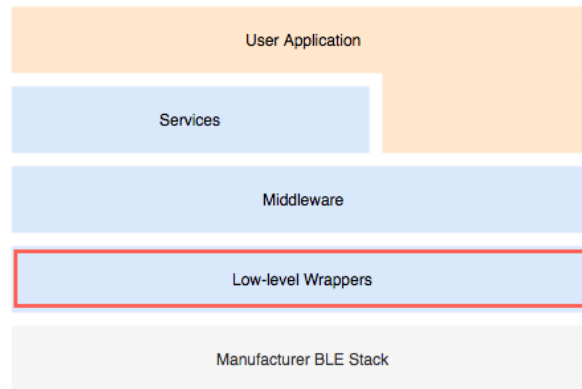 User Application
Services
Middleware
Low-level Wrappers
Manufacturer BLE Stack